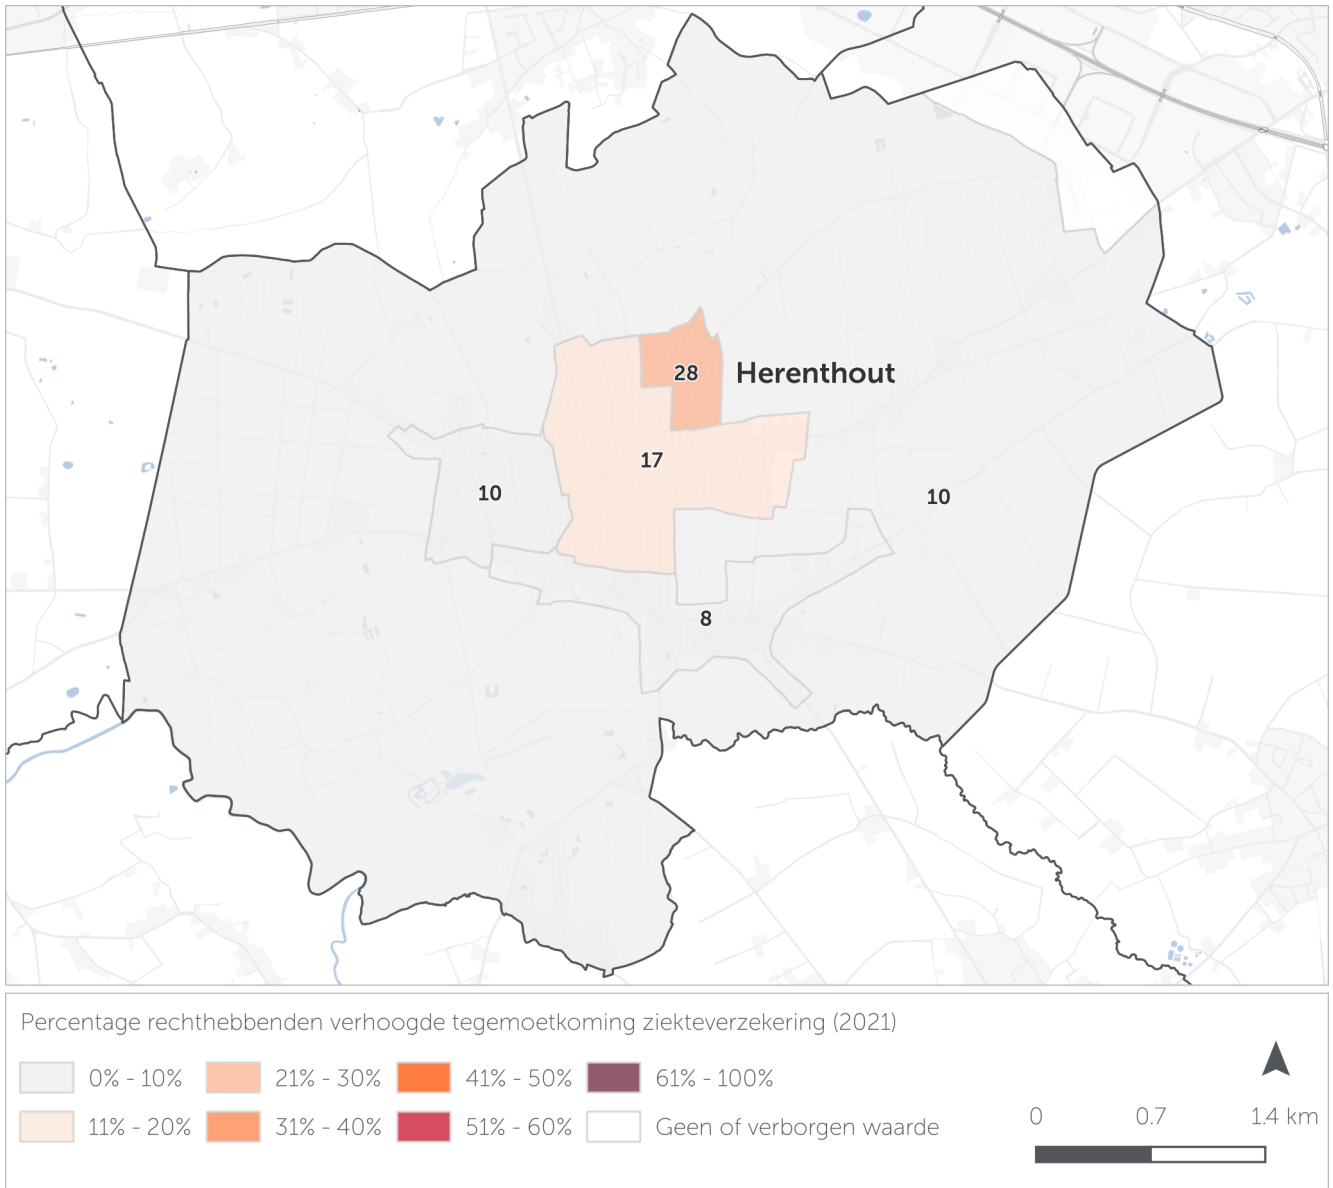 28
Herenthout
17
10
10
8
Percentage rechthebbenden verhoogde tegemoetkoming ziekteverzekering (2021)
0% - 10%
21% - 30%
41% - 50%
61% - 100%
11% - 20%
31% - 40%
51% - 60%
Geen of verborgen waarde
0 0.7 1.4 km